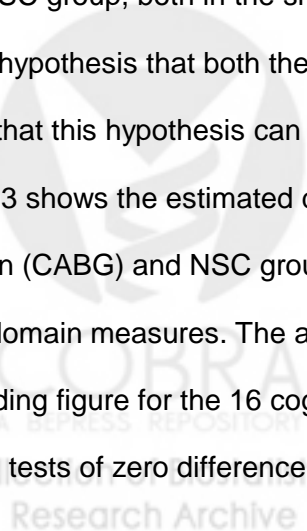 SC group, both in the s
hypothesis that both the
that this hypothesis can
3 shows the estimated
n (CABG) and NSC grou
domain measures. The a
COBRA
A BEPRESS REPOSITORY
ding figure for the 16 cog
tests of zero difference
Collection of Biostatistics
Research Archive